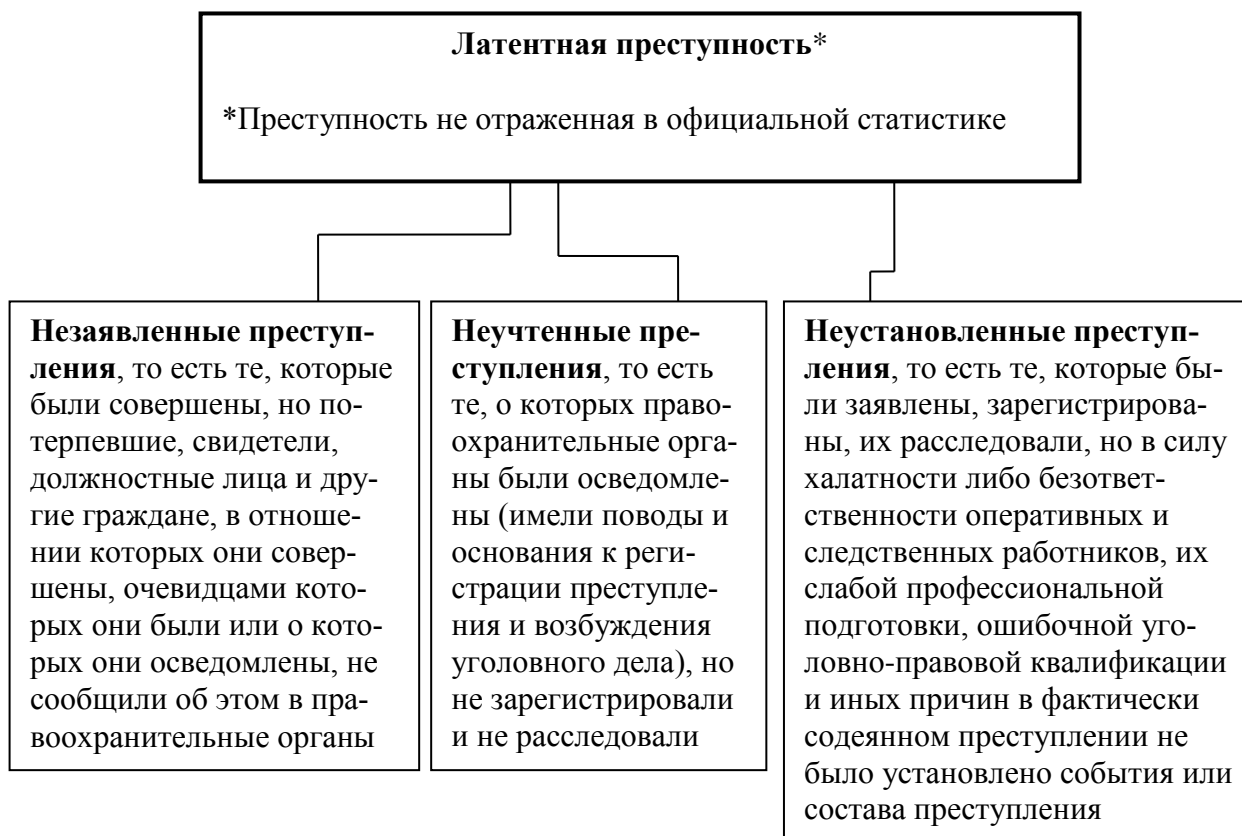 Латентная преступность*
*Преступность не отраженная в официальной статистике
Незаявленные преступ-
ления, то есть те, которые
были совершены, но по-
терпевшие, свидетели,
должностные лица и дру-
гие граждане, в отноше-
нии которых они совер-
шены, очевидцами кото-
рых они были или о кото-
рых они осведомлены, не
сообщили об этом в пра-
воохранительные органы
Неучтенные пре-
ступления, то есть
те, о которых право-
охранительные орга-
ны были осведомле-
ны (имели поводы и
основания к реги-
страции преступле-
ния и возбуждения
уголовного дела), но
не зарегистрировали
и не расследовали
Неустановленные преступ-
ления, то есть те, которые бы-
ли заявлены, зарегистрирова-
ны, их расследовали, но в силу
халатности либо безответ-
ственности оперативных и
следственных работников, их
слабой профессиональной
подготовки, ошибочной уго-
ловно-правовой квалификации
и иных причин в фактически
содеянном преступлении не
было установлено события или
состава преступления